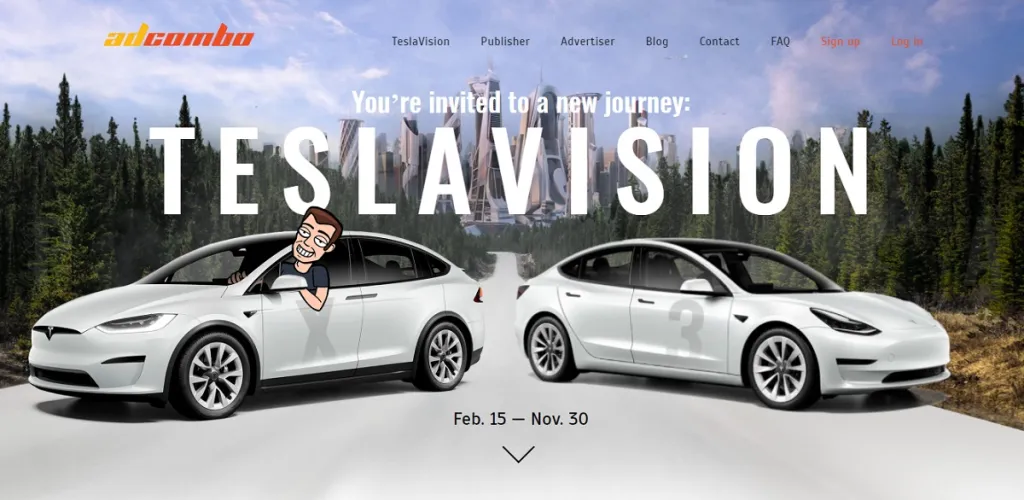 adcombo
TeslaVision Publisher Advertiser Blog Contact FAQ Sign up Log in
You're invited to a new journey:
TESLAVISION
X
3
Feb. 15 — Nov. 30